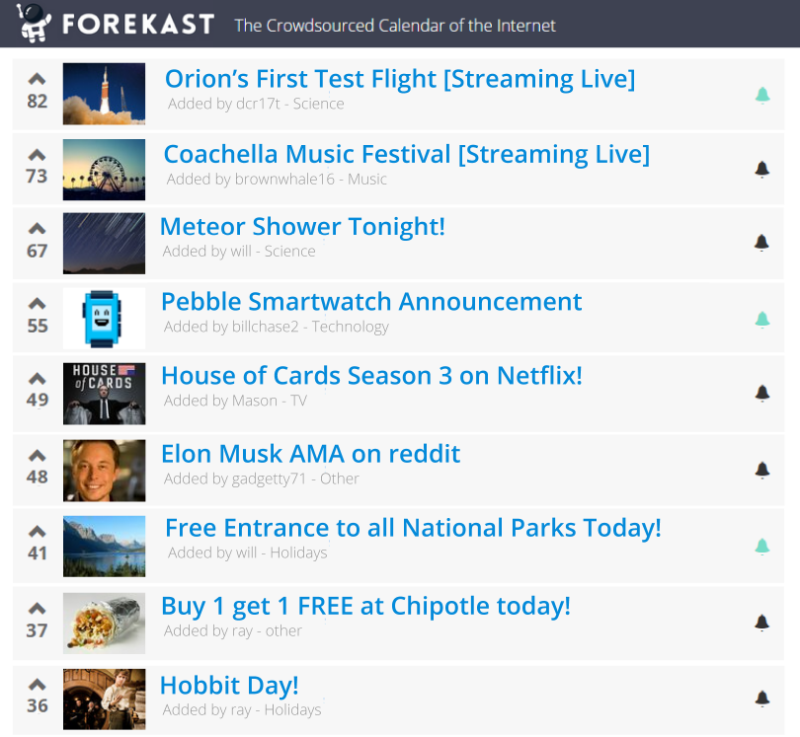 FOREKAST The Crowdsourced Calendar of the Internet
82
Orion’s First Test Flight [Streaming Live]
Added by dcr17t - Science
73
Coachella Music Festival [Streaming Live]
Added by brownwhale16 - Music
67
Meteor Shower Tonight!
Added by will - Science
55
Pebble Smartwatch Announcement
Added by billchase2 - Technology
49
HOUSE
of CARDS
House of Cards Season 3 on Netflix!
Added by Mason - TV
48
Elon Musk AMA on reddit
Added by gadgetty71 - Other
41
Free Entrance to all National Parks Today!
Added by will - Holidays
37
Buy 1 get 1 FREE at Chipotle today!
Added by ray - other
36
Hobbit Day!
Added by ray - Holidays